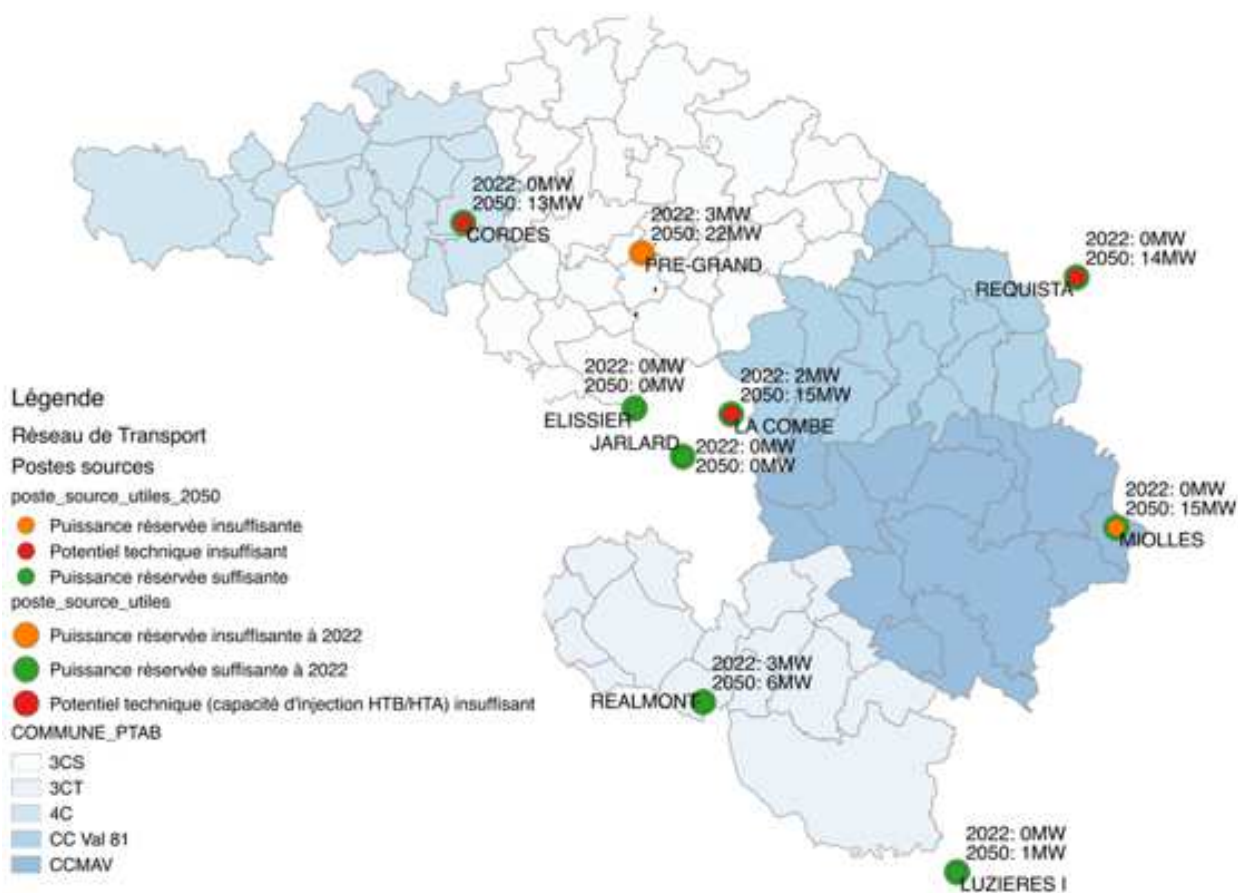 2022: 0MW
2050: 13MW
CORDES
2022: 3MW
2050: 22MW
PRE-GRAND
2022: 0MW
2050: 14MW
REQUISTA
2022: 0MW
2050: 0MW
ELISSIER
2022: 2MW
2050: 15MW
LA COMBE
JARLARD
2022: 0MW
2050: 0MW
2022: 0MW
2050: 15MW
MIOLLES
2022: 3MW
2050: 6MW
REALMONT
2022: 0MW
2050: 1MW
LUZIERES I
Légende
Réseau de Transport
Postes sources
poste_source_utiles_2050
Puissance réservée insuffisante
Potentiel technique insuffisant
Puissance réservée suffisante
poste_source_utiles
Puissance réservée insuffisante à 2022
Puissance réservée suffisante à 2022
Potentiel technique (capacité d'injection HTB/HTA) insuffisant
COMMUNE_PTAB
3CS
3CT
4C
CC Val 81
CCMAV